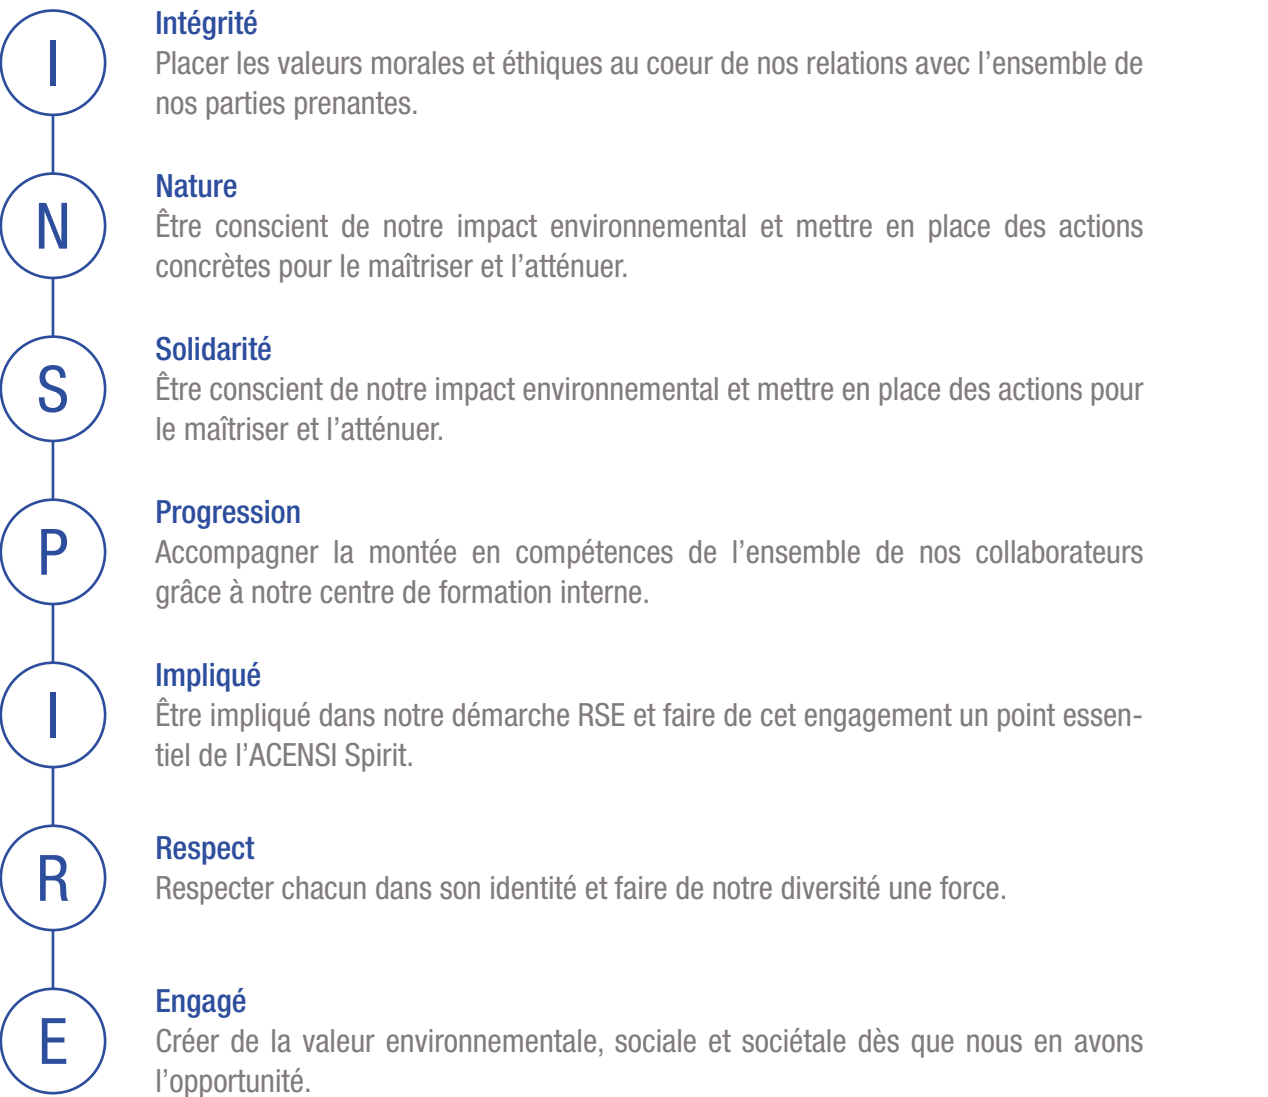 I
Intégrité
Placer les valeurs morales et éthiques au coeur de nos relations avec l’ensemble de
nos parties prenantes.
N
Nature
Être conscient de notre impact environnemental et mettre en place des actions
concrètes pour le maîtriser et l’atténuer.
S
Solidarité
Être conscient de notre impact environnemental et mettre en place des actions pour
le maîtriser et l’atténuer.
P
Progression
Accompagner la montée en compétences de l’ensemble de nos collaborateurs
grâce à notre centre de formation interne.
I
Impliqué
Être impliqué dans notre démarche RSE et faire de cet engagement un point essen-
tiel de l’ACENSI Spirit.
R
Respect
Respecter chacun dans son identité et faire de notre diversité une force.
E
Engagé
Créer de la valeur environnementale, sociale et sociétale dès que nous en avons
l’opportunité.